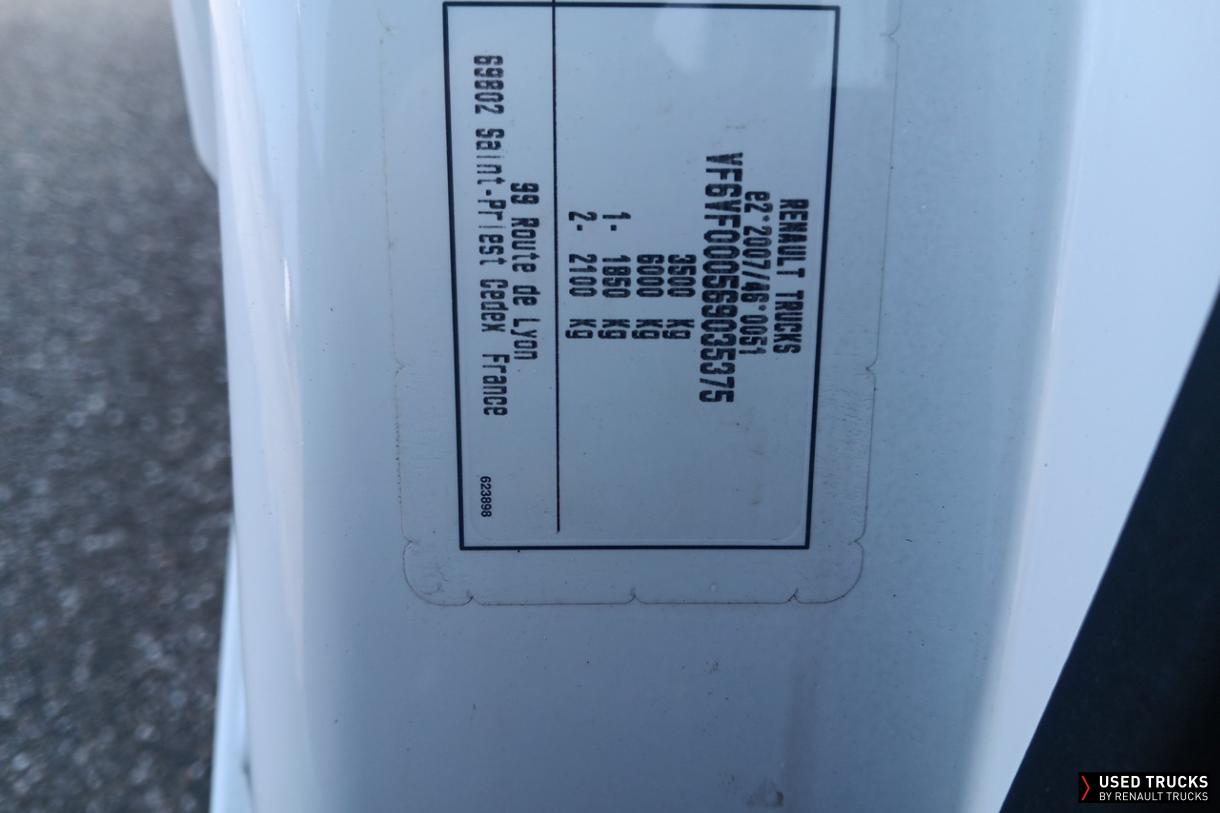 RENAULT TRUCKS
e2*2007/46*0051
VF6VF000569035375
3500 Kg
6000 Kg
1- 1850 Kg
2- 2100 Kg
99 Route de Lyon
69802 Saint-Priest Cedex France
623898
USED TRUCKS
BY RENAULT TRUCKS